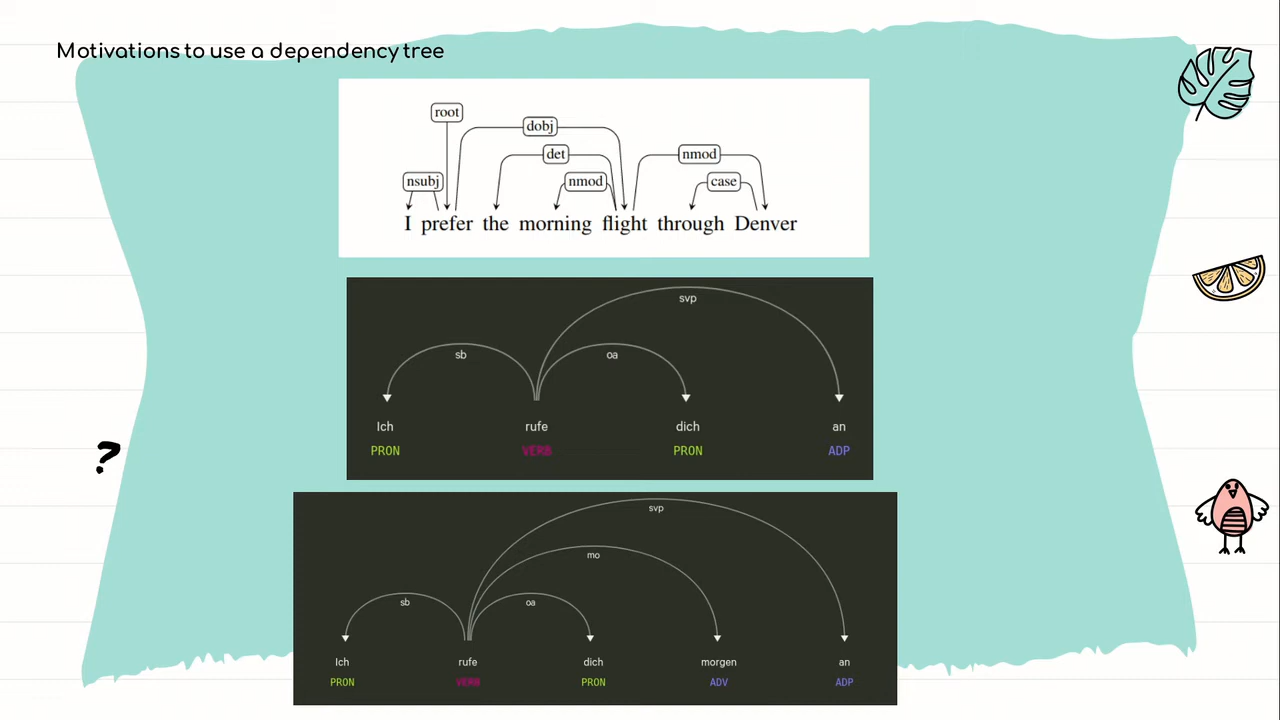 Motivations to use a dependency tree
root
dobj
det
nmod
nsubj
nmod
case
I prefer the morning flight through Denver
svp
sb
oa
Ich rufe dich an
PRON VERB PRON ADP
svp
mo
sb
oa
Ich rufe dich morgen an
PRON VERB PRON ADV ADP
?